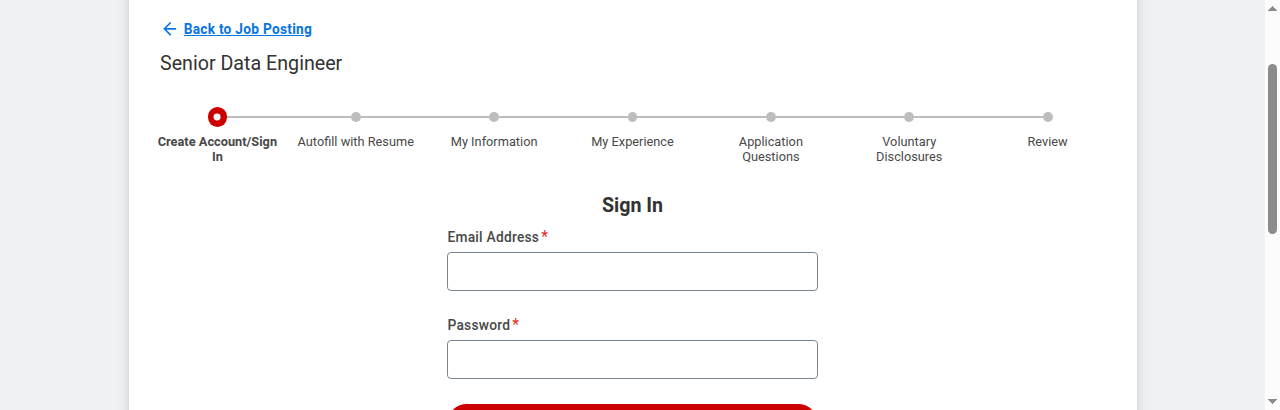 Back to Job Posting
Senior Data Engineer
Create Account/Sign In
Autofill with Resume
My Information
My Experience
Application Questions
Voluntary Disclosures
Review
Sign In
Email Address*
Password*